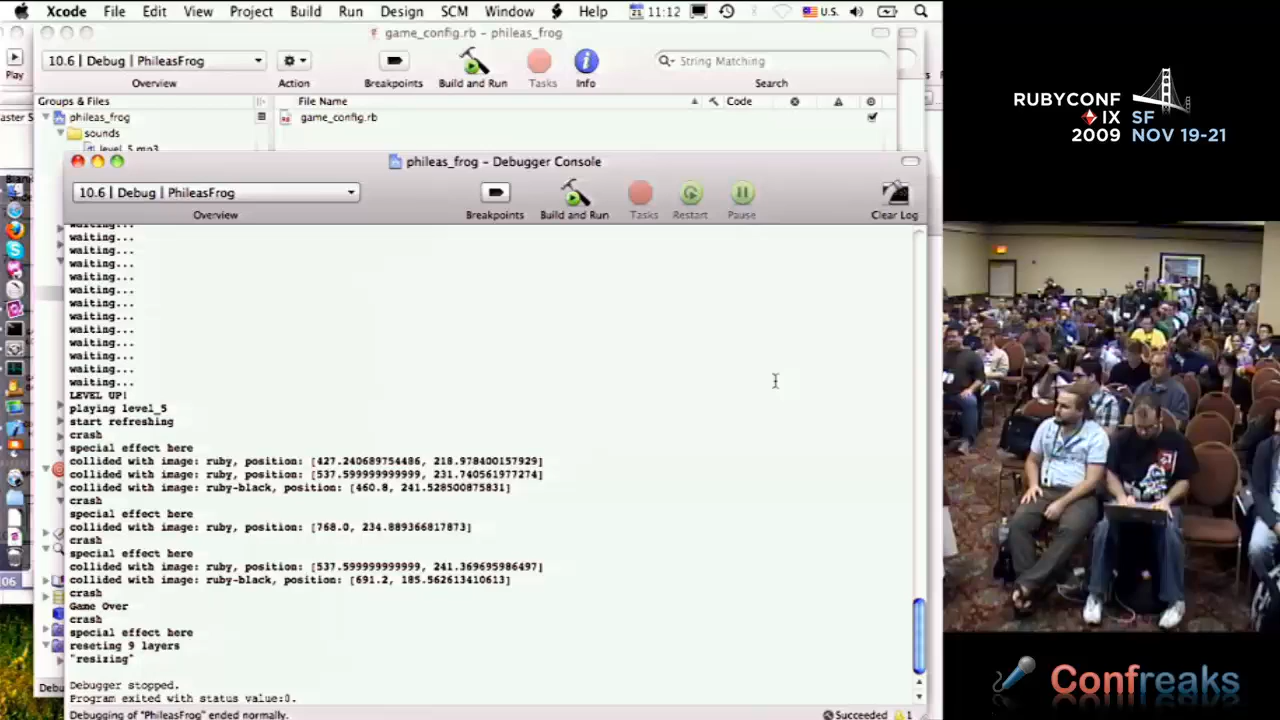 Xcode File Edit View Project Build Run Design SCM Window Help 11:12 U.S.
game_config.rb - phileas_frog
Play
10.6 | Debug | PhileasFrog
String Matching
Overview Action Breakpoints Build and Run Tasks Info Search
Groups & Files File Name Code
phileas_frog game_config.rb
sounds
level_5.mp3
phileas_frog - Debugger Console
10.6 | Debug | PhileasFrog
Overview Breakpoints Build and Run Tasks Restart Pause Clear Log
waiting...
waiting...
waiting...
waiting...
waiting...
waiting...
waiting...
waiting...
waiting...
waiting...
waiting...
waiting...
waiting...
LEVEL UP!
playing level_5
start refreshing
crash
special effect here
collided with image: ruby, position: [427.240689754486, 218.978400157929]
collided with image: ruby, position: [537.599999999999, 231.740561977274]
collided with image: ruby-black, position: [460.8, 241.528500875831]
crash
special effect here
collided with image: ruby, position: [768.0, 234.889366817873]
crash
special effect here
collided with image: ruby, position: [537.599999999999, 241.369695986497]
collided with image: ruby-black, position: [691.2, 185.562613410613]
crash
Game Over
crash
special effect here
reseting 9 layers
"resizing"
Debugger stopped.
Program exited with status value:0.
Debugging of "PhileasFrog" ended normally.
Succeeded 1
RUBYCONF
IX SF
2009 NOV 19-21
Confreaks